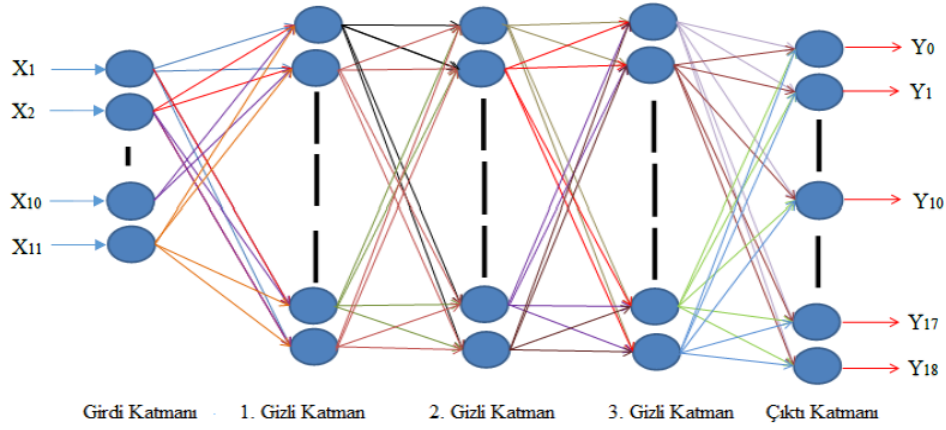 X1
X2
X10
X11
Y0
Y1
Y10
Y17
Y18
Girdi Katmanı
1. Gizli Katman
2. Gizli Katman
3. Gizli Katman
Çıktı Katmanı